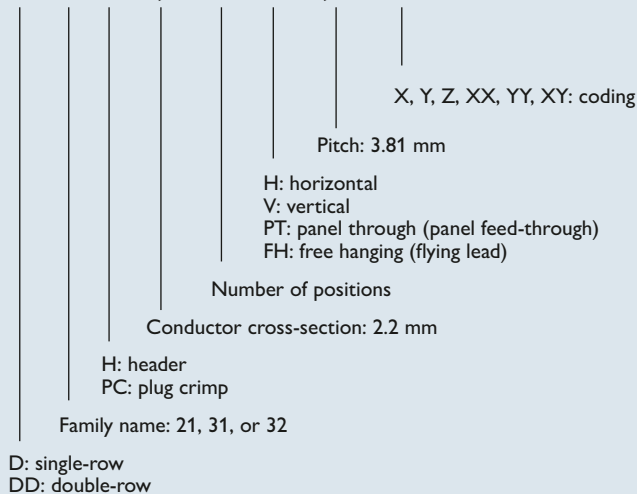 X, Y, Z, XX, YY, XY: coding
Pitch: 3.81 mm
H: horizontal
V: vertical
PT: panel through (panel feed-through)
FH: free hanging (flying lead)
Number of positions
Conductor cross-section: 2.2 mm
H: header
PC: plug crimp
Family name: 21, 31, or 32
D: single-row
DD: double-row